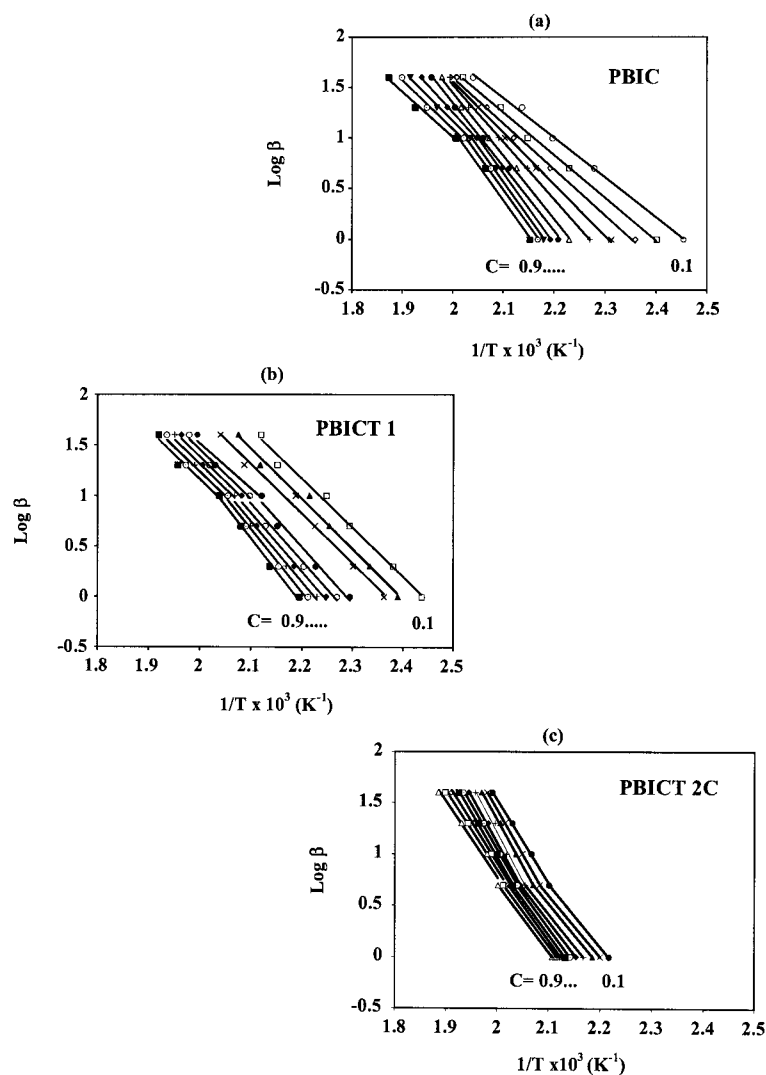 (a)
2
1.5
1
0.5
0
-0.5
Log β
PBIC
C= 0.9..... 0.1
1.8 1.9 2 2.1 2.2 2.3 2.4 2.5
1/T x 10³ (K⁻¹)
(b)
2
1.5
1
0.5
0
-0.5
Log β
PBICT 1
C= 0.9..... 0.1
1.8 1.9 2 2.1 2.2 2.3 2.4 2.5
1/T x 10³ (K⁻¹)
(c)
2
1.5
1
0.5
0
-0.5
Log β
PBICT 2C
C= 0.9... 0.1
1.8 1.9 2 2.1 2.2 2.3 2.4 2.5
1/T x10³ (K⁻¹)